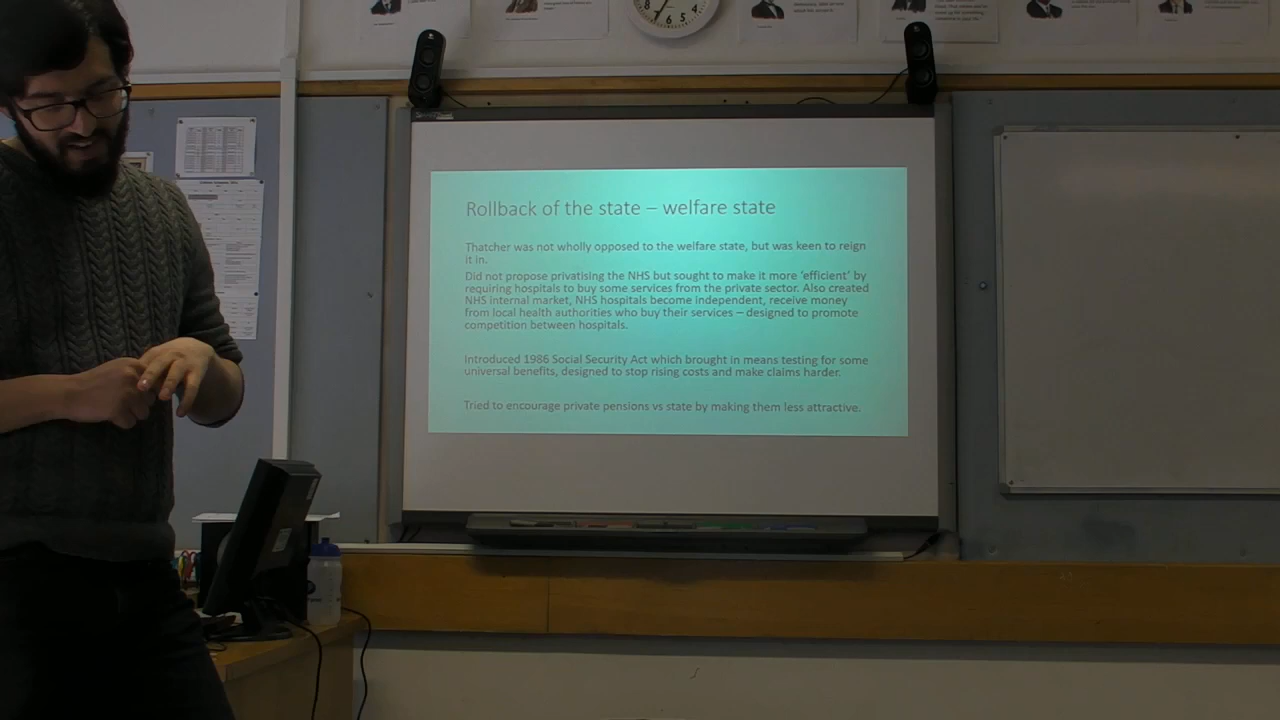 6 5 4
Rollback of the state – welfare state
Thatcher was not wholly opposed to the welfare state, but was keen to reign
it in.
Did not propose privatising the NHS but sought to make it more 'efficient' by
requiring hospitals to buy some services from the private sector. Also created
NHS internal market, NHS hospitals become independent, receive money
from local health authorities who buy their services – designed to promote
competition between hospitals.
Introduced 1986 Social Security Act which brought in means testing for some
universal benefits, designed to stop rising costs and make claims harder.
Tried to encourage private pensions vs state by making them less attractive.